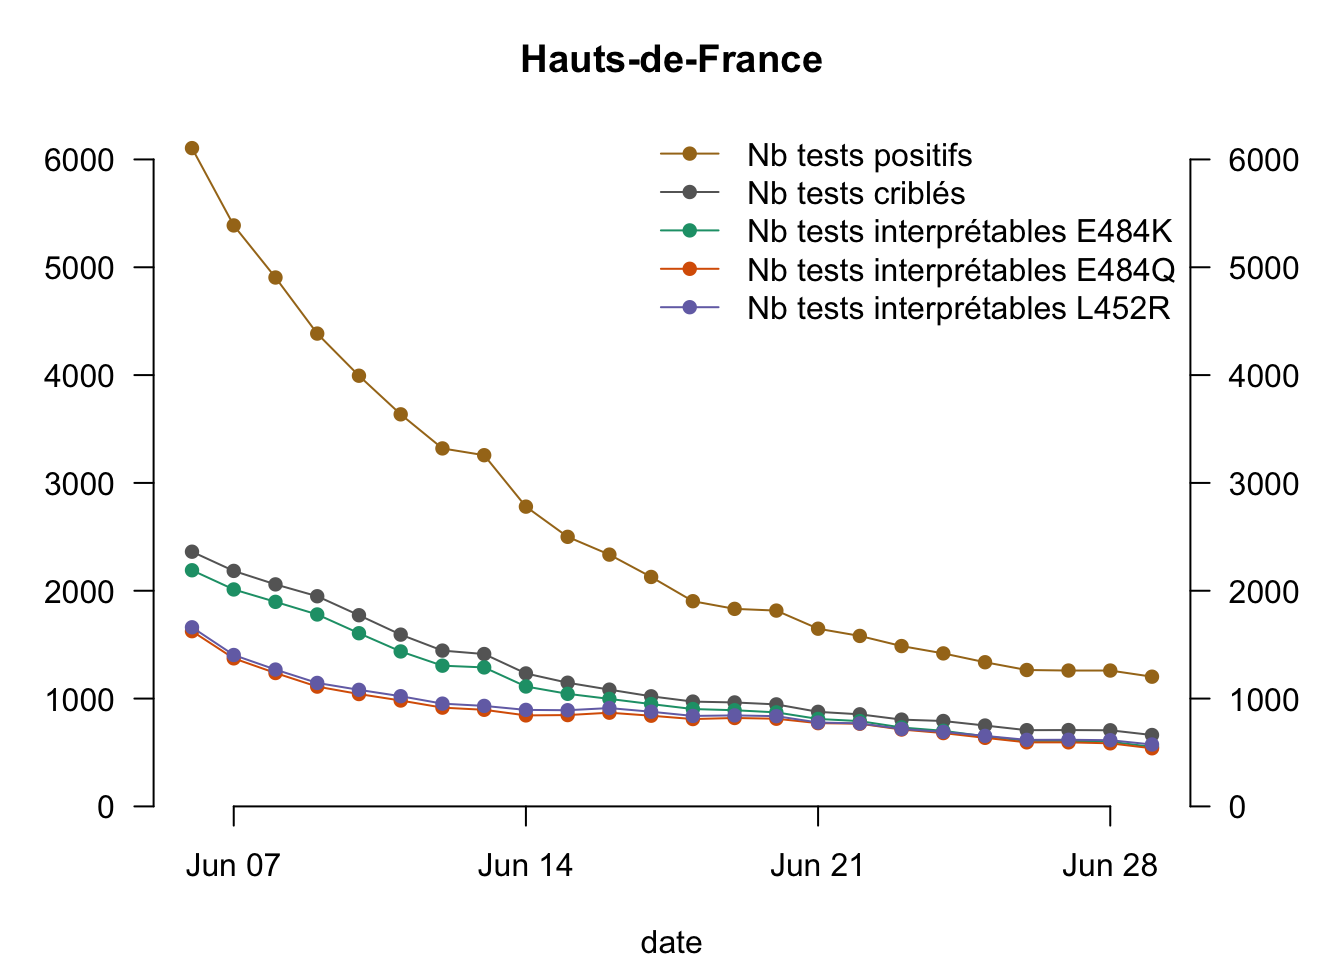 Hauts-de-France
Nb tests positifs
Nb tests criblés
Nb tests interprétables E484K
Nb tests interprétables E484Q
Nb tests interprétables L452R
6000
5000
4000
3000
2000
1000
0
6000
5000
4000
3000
2000
1000
0
Jun 07 Jun 14 Jun 21 Jun 28
date